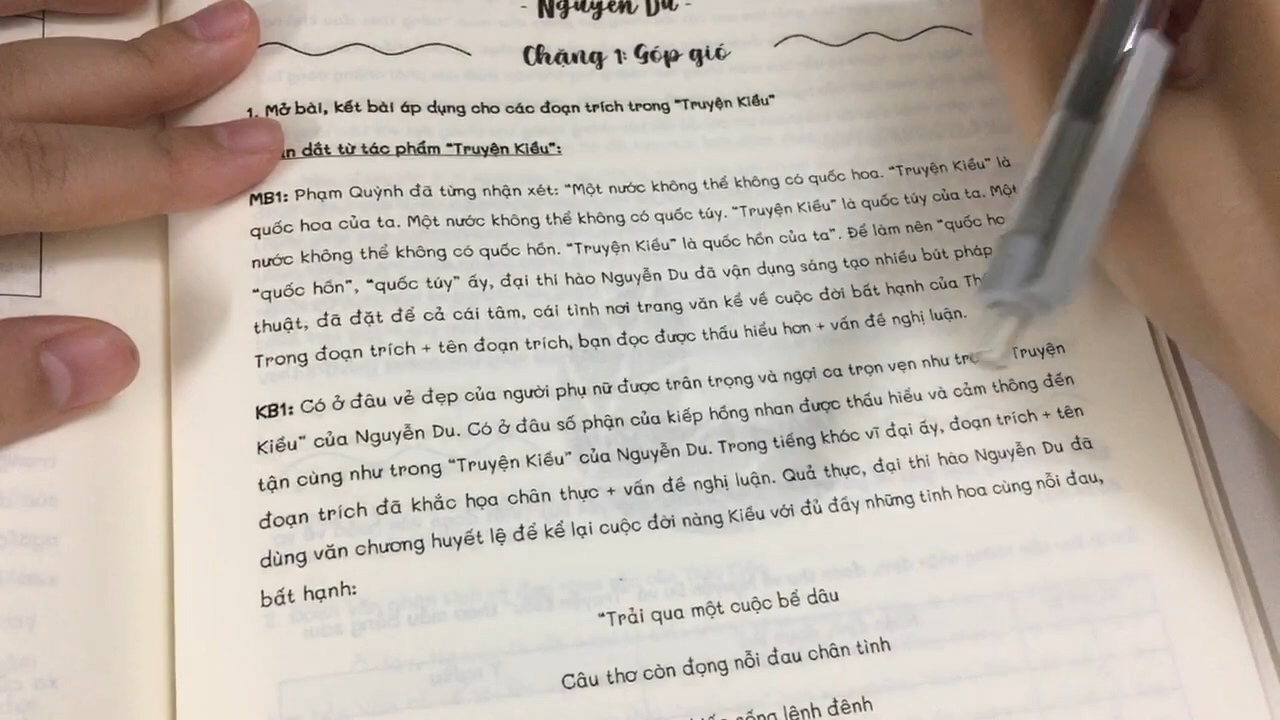 - Nguyễn Du -
Chặng 1: Góp gió
1. Mở bài, kết bài áp dụng cho các đoạn trích trong "Truyện Kiều"
dắt từ tác phẩm "Truyện Kiều":
MB1: Phạm Quỳnh đã từng nhận xét: "Một nước không thể không có quốc hoa. "Truyện Kiều" là
quốc hoa của ta. Một nước không thể không có quốc túy. "Truyện Kiều" là quốc túy của ta. Một
nước không thể không có quốc hồn. "Truyện Kiều" là quốc hồn của ta". Để làm nên "quốc
"quốc hồn", "quốc túy" ấy, đại thi hào Nguyễn Du đã vận dụng sáng tạo nhiều bút pháp
thuật, đã đặt để cả cái tâm, cái tình nơi trang văn kể về cuộc đời bất hạnh của
Trong đoạn trích + tên đoạn trích, bạn đọc được thấu hiểu hơn + vấn đề nghị luận.
KB1: Có ở đâu vẻ đẹp của người phụ nữ được trân trọng và ngợi ca trọn vẹn như Truyện
Kiều" của Nguyễn Du. Có ở đâu số phận của kiếp hồng nhan được thấu hiểu và cảm thông đến
tận cùng như trong "Truyện Kiều" của Nguyễn Du. Trong tiếng khóc vĩ đại ấy, đoạn trích + tên
đoạn trích đã khắc họa chân thực + vấn đề nghị luận. Quả thực, đại thi hào Nguyễn Du đã
dùng văn chương huyết lệ để kể lại cuộc đời nàng Kiều với đủ đầy những tinh hoa cùng nỗi đau,
bất hạnh:
"Trải qua một cuộc bể dâu
Câu thơ còn đọng nỗi đau chân tình
sống lênh đênh